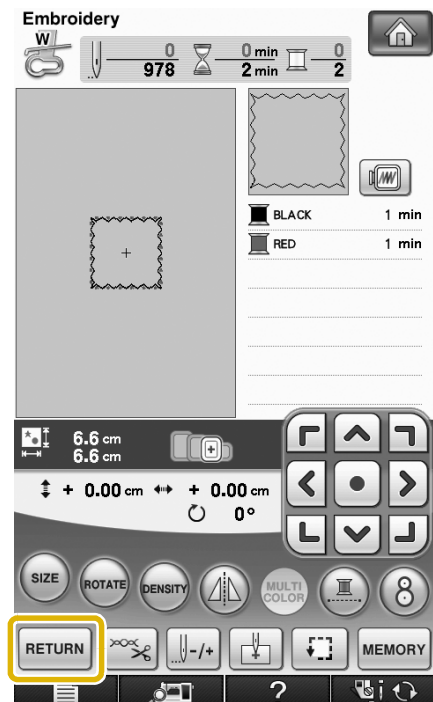 Embroidery
W
0 0 min 0
978 2 min 2
BLACK 1 min
RED 1 min
6.6 cm
6.6 cm
+ 0.00 cm + 0.00 cm
0°
SIZE ROTATE DENSITY MULTI COLOR 8
RETURN -/+ MEMORY
? i